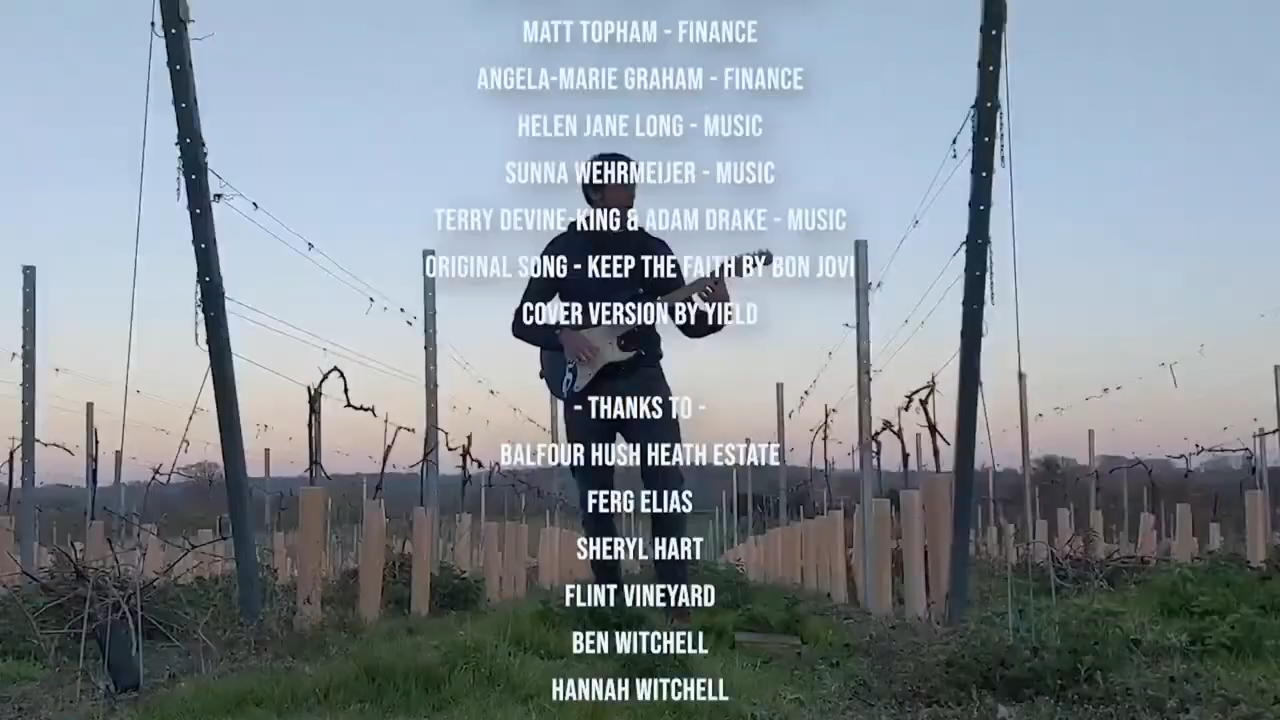 MATT TOPHAM - FINANCE
ANGELA-MARIE GRAHAM - FINANCE
HELEN JANE LONG - MUSIC
SUNNA WEHRMEIJER - MUSIC
TERRY DEVINE-KING & ADAM DRAKE - MUSIC
ORIGINAL SONG - KEEP THE FAITH BY BON JOVI
COVER VERSION BY YIELD
- THANKS TO -
BALFOUR HUSH HEATH ESTATE
FERG ELIAS
SHERYL HART
FLINT VINEYARD
BEN WITCHELL
HANNAH WITCHELL